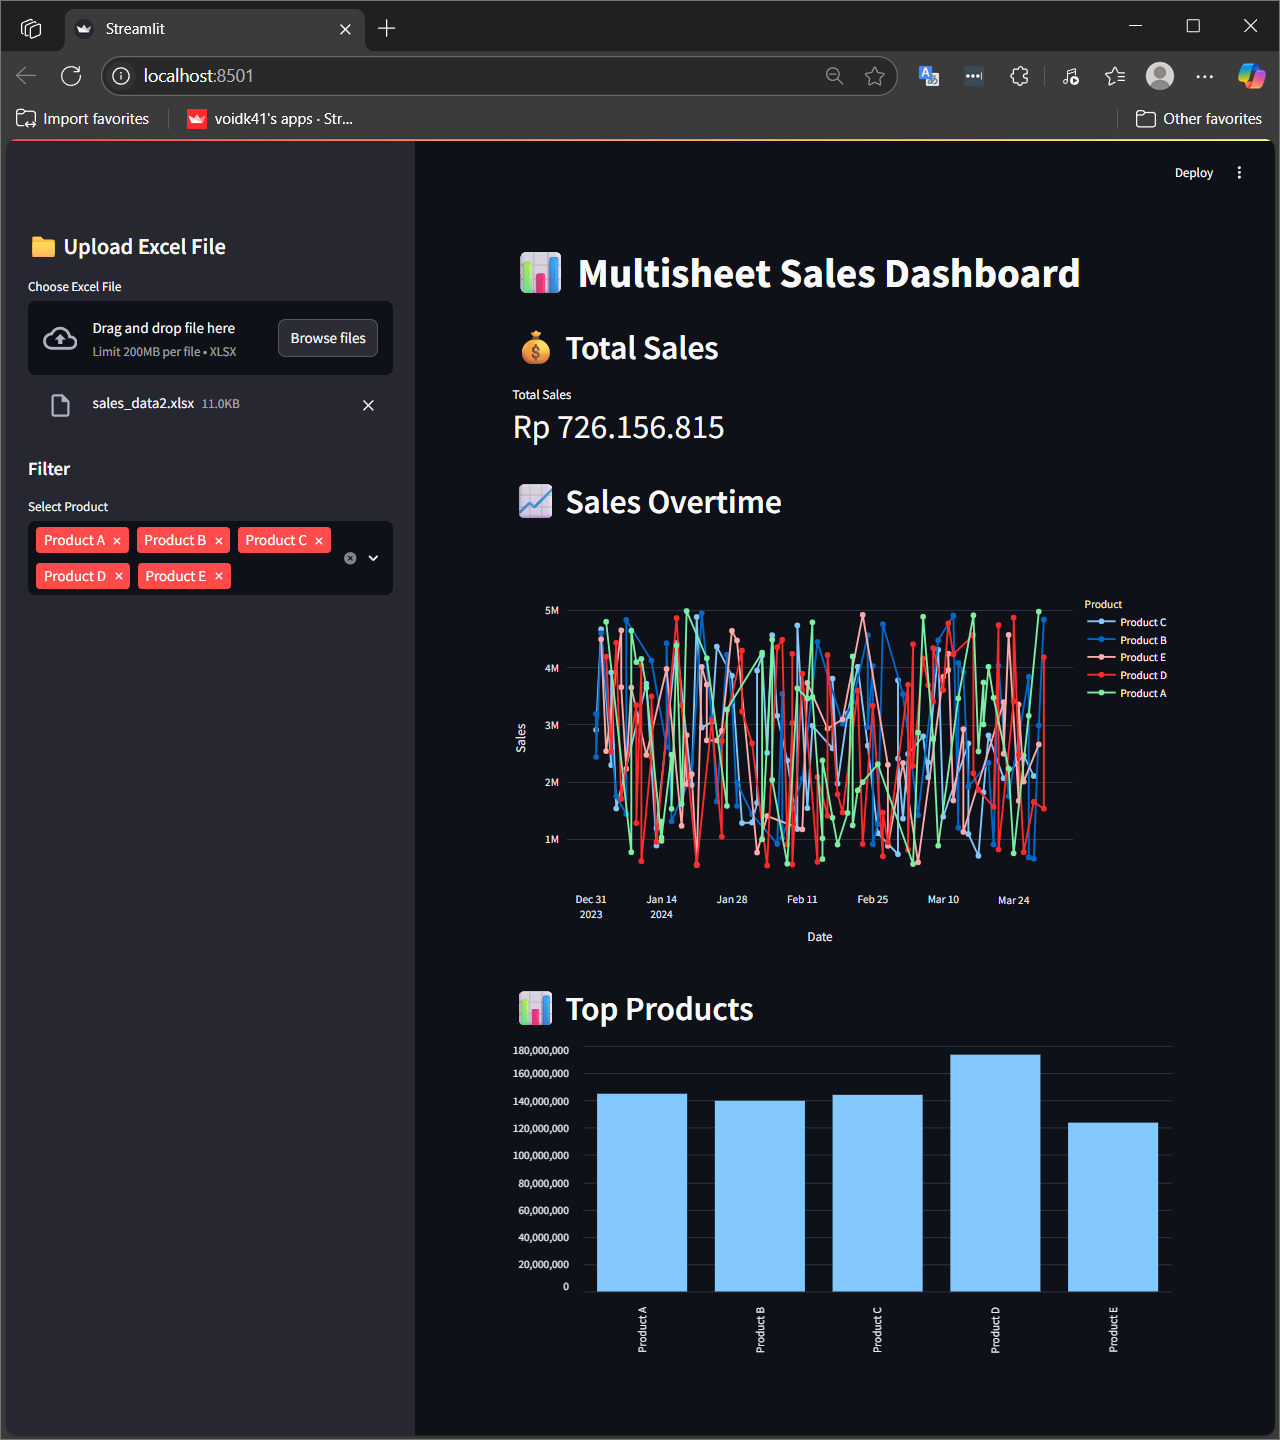 Streamlit
localhost:8501
Import favorites
voidk41's apps · Str...
Other favorites
Deploy
Upload Excel File
Choose Excel File
Drag and drop file here
Limit 200MB per file • XLSX
Browse files
sales_data2.xlsx 11.0KB
Filter
Select Product
Product A
Product B
Product C
Product D
Product E
Multisheet Sales Dashboard
Total Sales
Total Sales
Rp 726.156.815
Sales Overtime
5M
4M
3M
2M
1M
Sales
Dec 31
2023
Jan 14
2024
Jan 28
Feb 11
Feb 25
Mar 10
Mar 24
Date
Product
Product C
Product B
Product E
Product D
Product A
Top Products
180,000,000
160,000,000
140,000,000
120,000,000
100,000,000
80,000,000
60,000,000
40,000,000
20,000,000
0
Product A
Product B
Product C
Product D
Product E